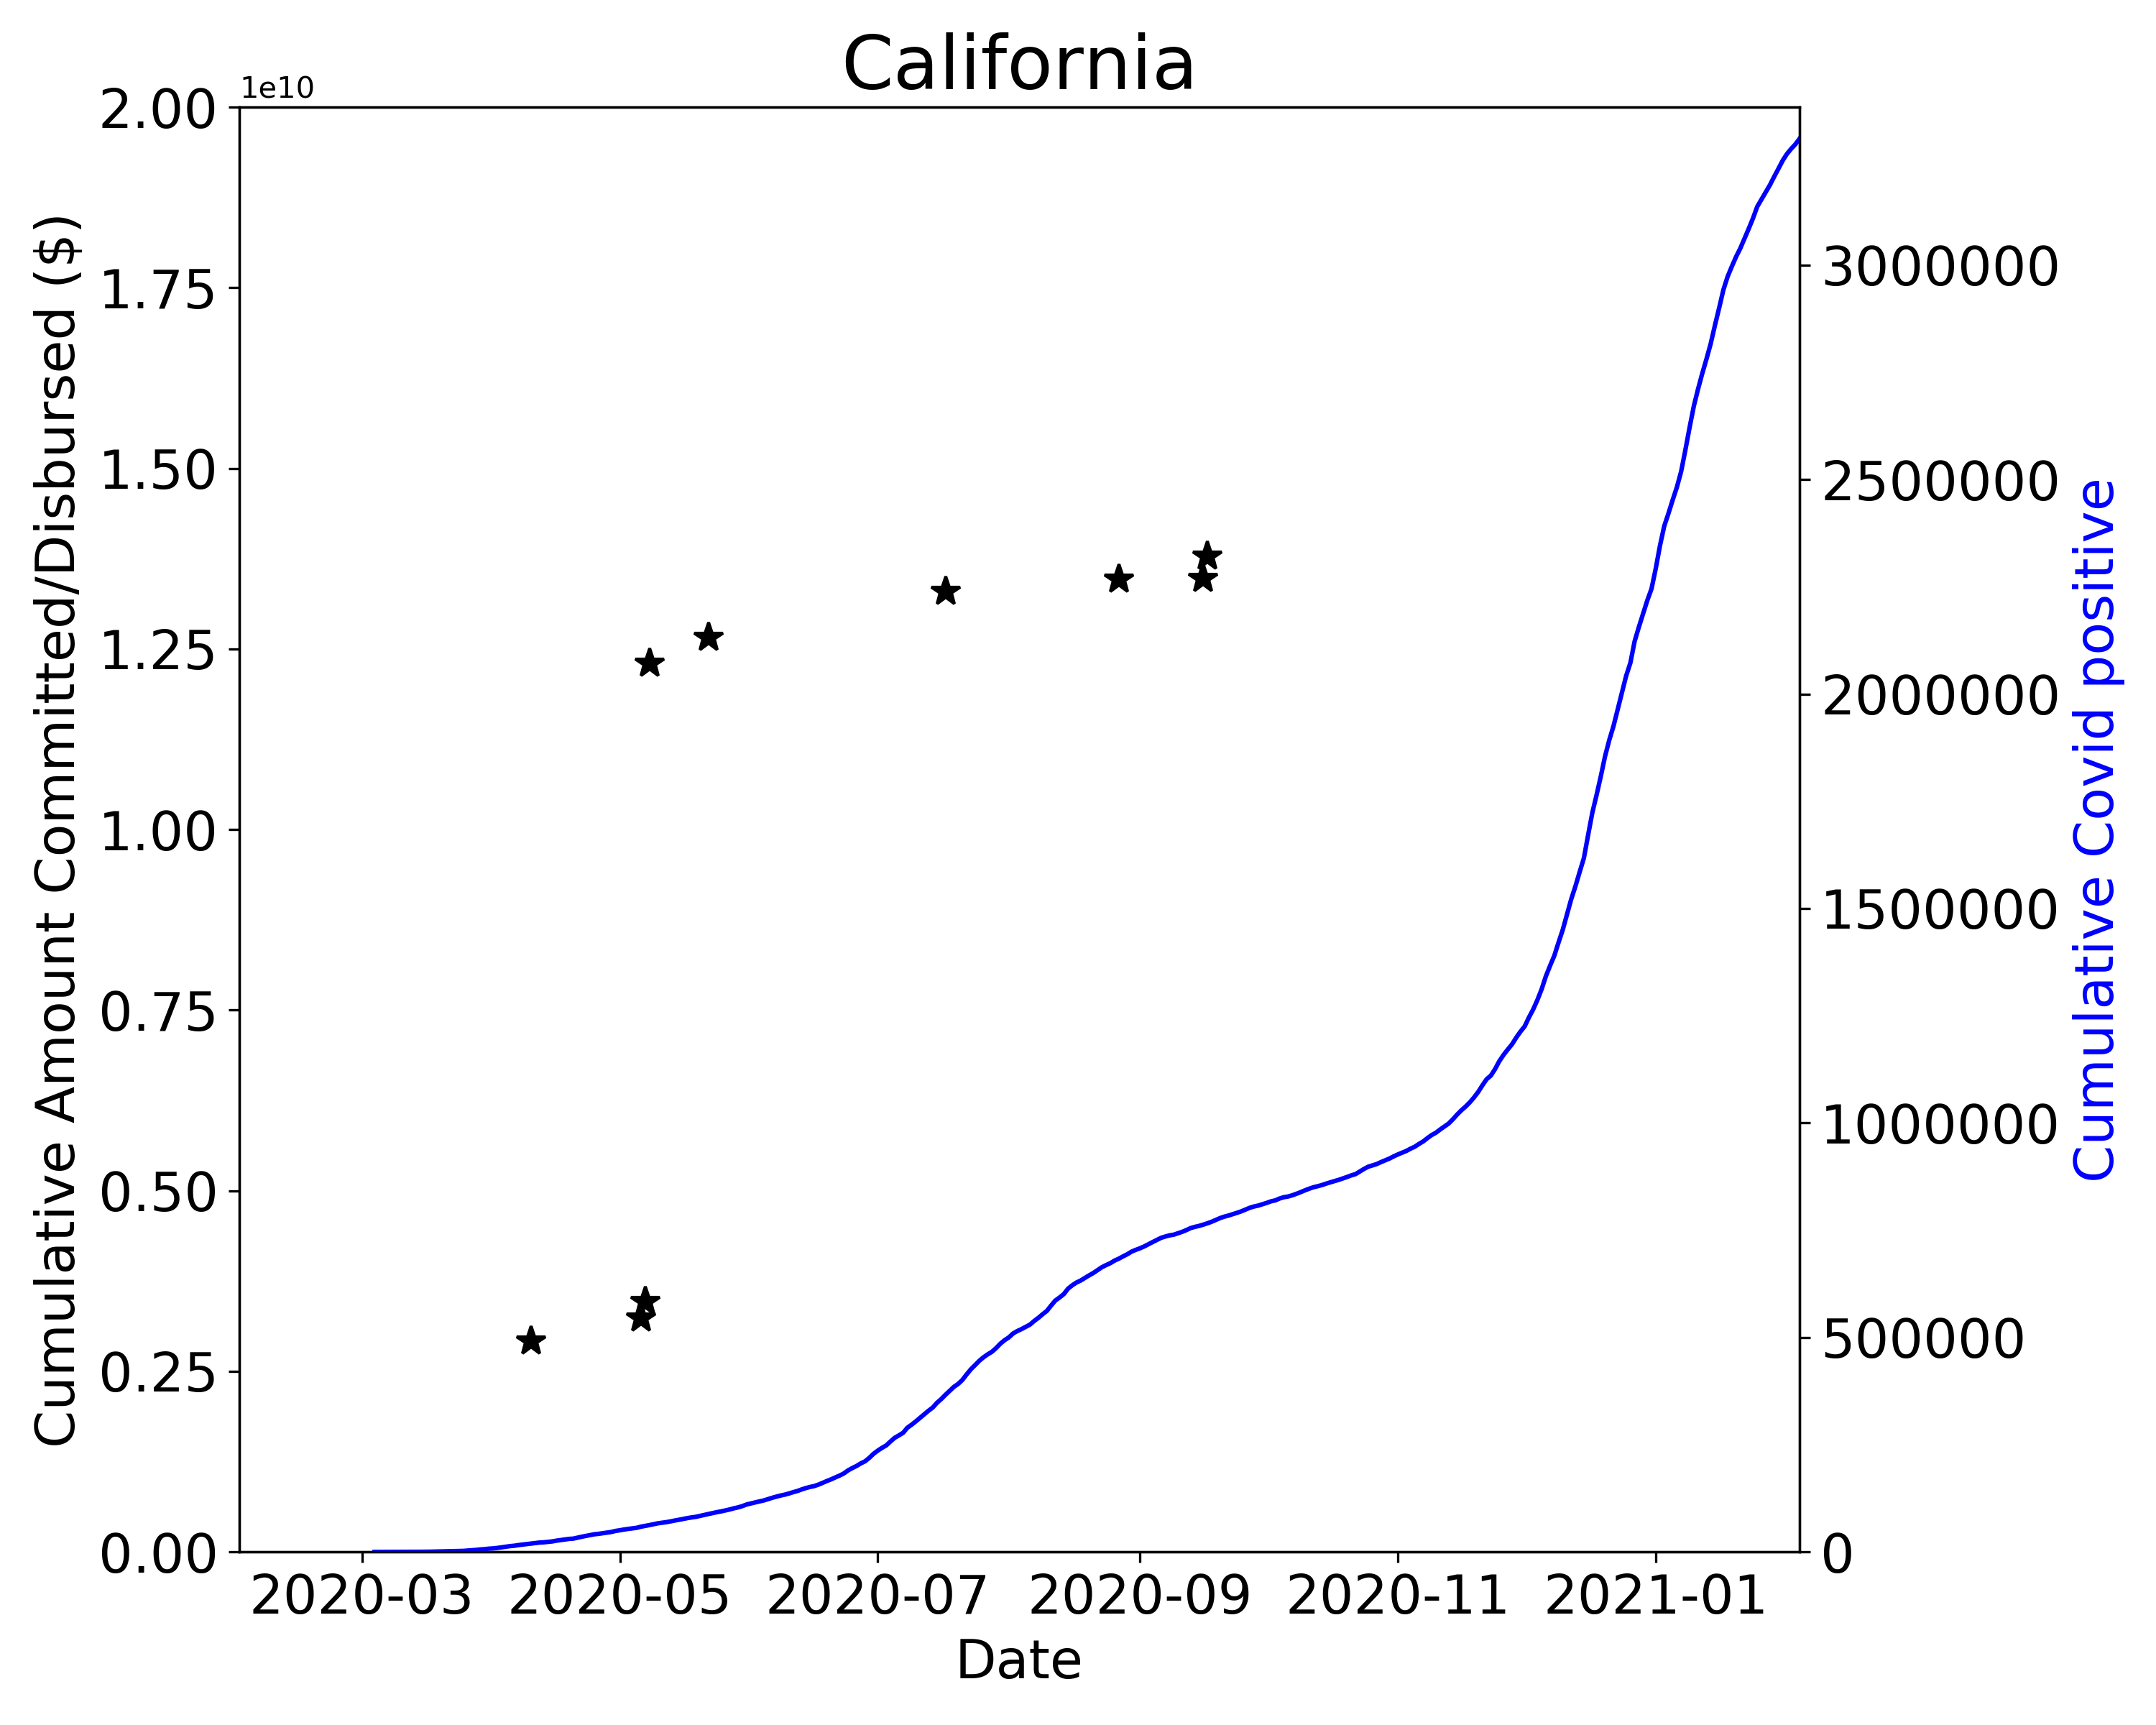 California
1e10
2.00
1.75
1.50
1.25
1.00
0.75
0.50
0.25
0.00
Cumulative Amount Committed/Disbursed ($)
3000000
2500000
2000000
1500000
1000000
500000
0
Cumulative Covid positive
2020-03 2020-05 2020-07 2020-09 2020-11 2021-01
Date